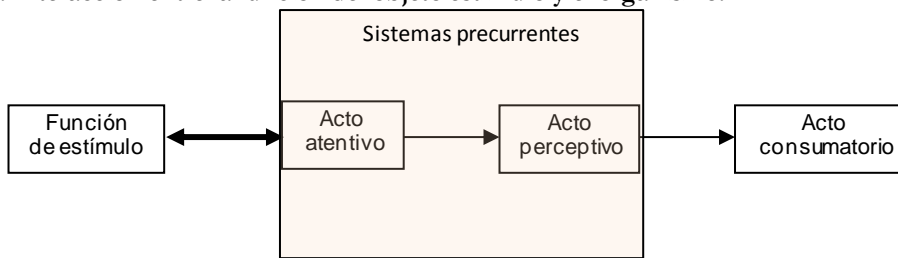 Sistemas precurrentes
Función
de estímulo
Acto
atentivo
Acto
perceptivo
Acto
consumatorio